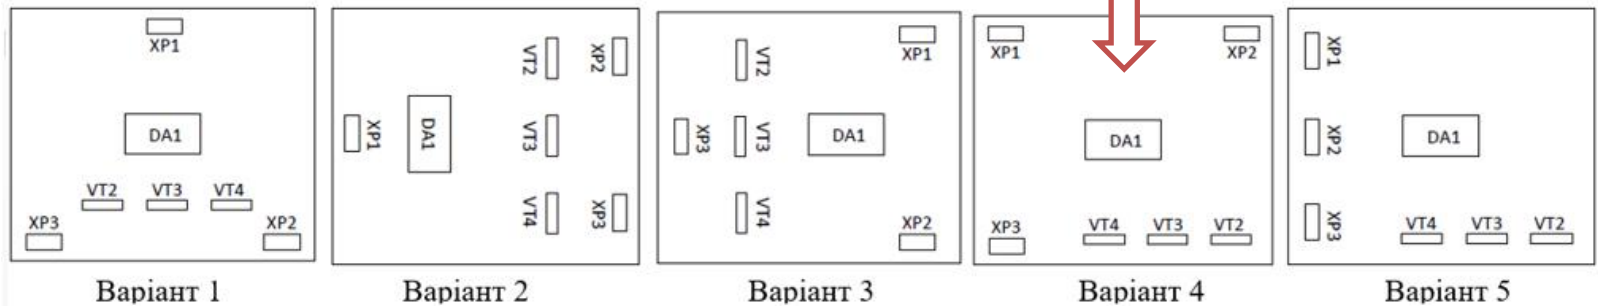 XP1
DA1
VT2 VT3 VT4
XP3 XP2
Варіант 1
VT2 XP2
XP1 DA1 VT3
VT4 XP3
Варіант 2
XP1
VT2
XP3 VT3 DA1
VT4 XP2
Варіант 3
XP1 XP2
DA1
XP3 VT4 VT3 VT2
Варіант 4
XP1
XP2 DA1
XP3 VT4 VT3 VT2
Варіант 5